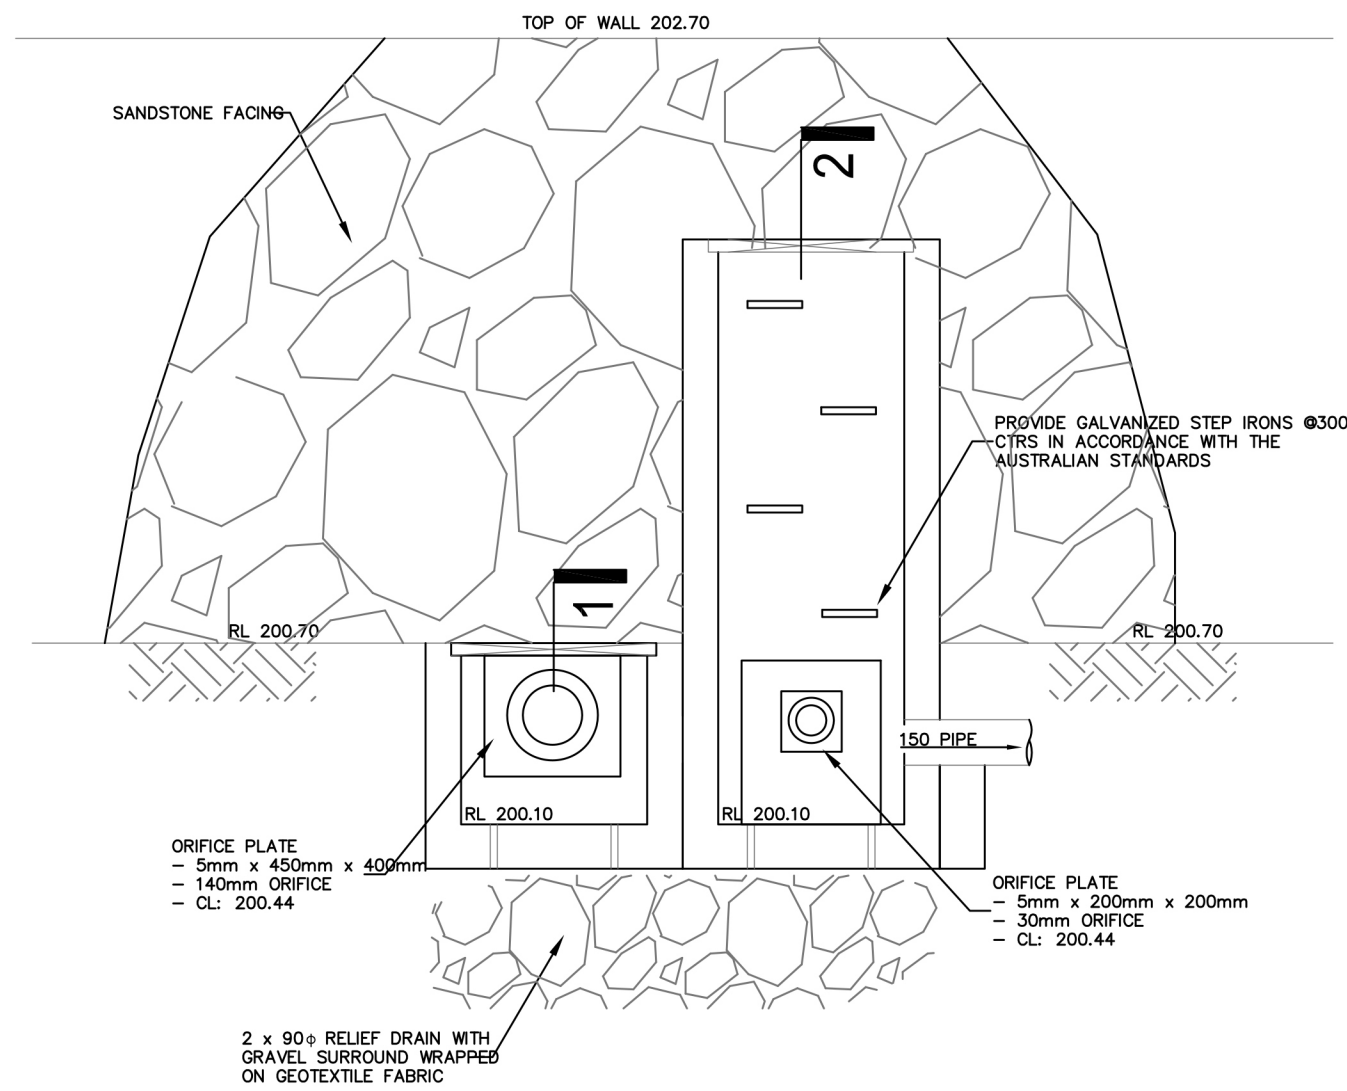 TOP OF WALL 202.70
SANDSTONE FACING
2
PROVIDE GALVANIZED STEP IRONS @300
CTRS IN ACCORDANCE WITH THE
AUSTRALIAN STANDARDS
1
RL 200.70
RL 200.70
150 PIPE
RL 200.10
RL 200.10
ORIFICE PLATE
- 5mm x 450mm x 400mm
- 140mm ORIFICE
- CL: 200.44
ORIFICE PLATE
- 5mm x 200mm x 200mm
- 30mm ORIFICE
- CL: 200.44
2 x 90φ RELIEF DRAIN WITH
GRAVEL SURROUND WRAPPED
ON GEOTEXTILE FABRIC